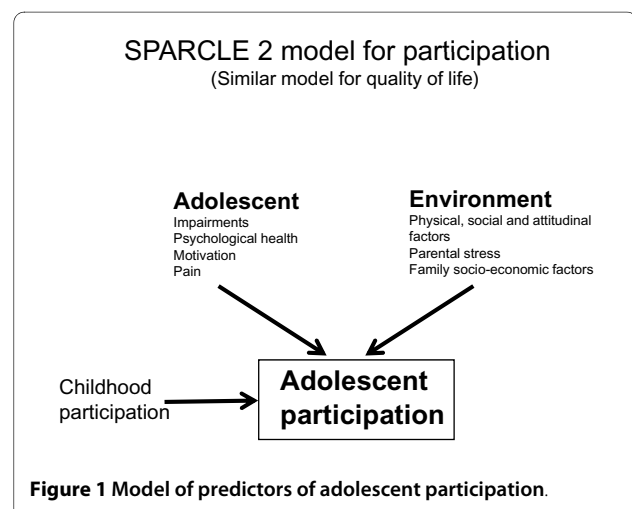 SPARCLE 2 model for participation
(Similar model for quality of life)
Adolescent
Impairments
Psychological health
Motivation
Pain
Environment
Physical, social and attitudinal
factors
Parental stress
Family socio-economic factors
Childhood
participation
Adolescent
participation
Figure 1 Model of predictors of adolescent participation.